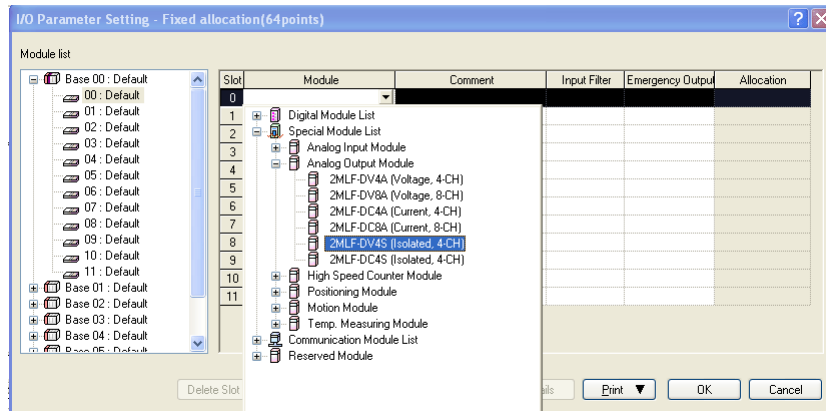 I/O Parameter Setting - Fixed allocation(64points)
Module list
Base 00 : Default
00 : Default
01 : Default
02 : Default
03 : Default
04 : Default
05 : Default
06 : Default
07 : Default
08 : Default
09 : Default
10 : Default
11 : Default
Base 01 : Default
Base 02 : Default
Base 03 : Default
Base 04 : Default
Base 05 : Default
Slot Module Comment Input Filter Emergency Output Allocation
0
1
2
3
4
5
6
7
8
9
10
11
Digital Module List
Special Module List
Analog Input Module
Analog Output Module
2MLF-DV4A (Voltage, 4-CH)
2MLF-DV8A (Voltage, 8-CH)
2MLF-DC4A (Current, 4-CH)
2MLF-DC8A (Current, 8-CH)
2MLF-DV4S (Isolated, 4-CH)
2MLF-DC4S (Isolated, 4-CH)
High Speed Counter Module
Positioning Module
Motion Module
Temp. Measuring Module
Communication Module List
Reserved Module
Delete Slot
ails
Print
OK
Cancel